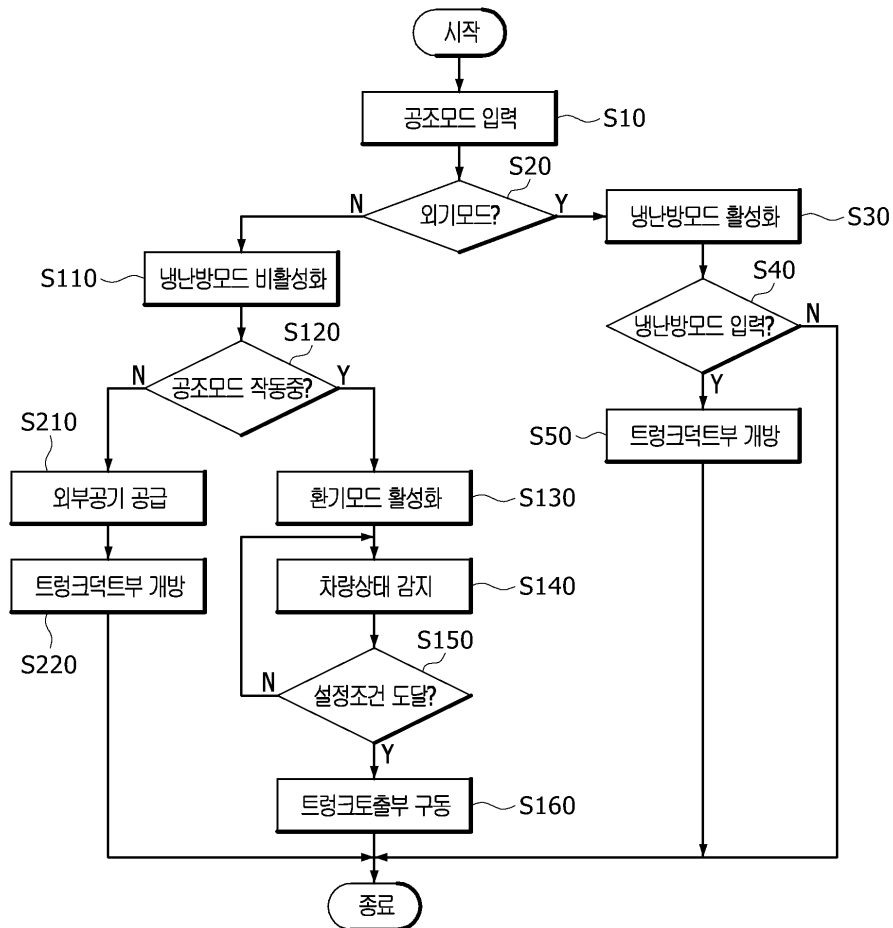 시작
공조모드 입력
S10
S20
외기모드?
N
Y
냉난방모드 활성화
S30
S110
냉난방모드 비활성화
S40
냉난방모드 입력?
N
Y
S120
공조모드 작동중?
N
Y
S50
트렁크덕트부 개방
S210
외부공기 공급
환기모드 활성화
S130
트렁크덕트부 개방
S220
차량상태 감지
S140
S150
설정조건 도달?
N
Y
트렁크토출부 구동
S160
종료